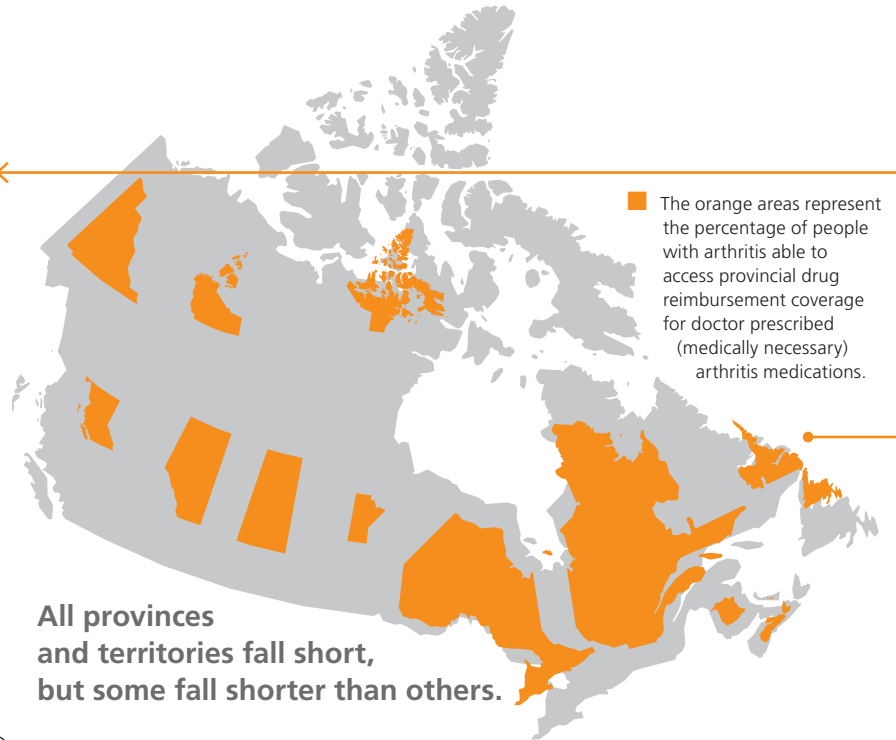 The orange areas represent
the percentage of people
with arthritis able to
access provincial drug
reimbursement coverage
for doctor prescribed
(medically necessary)
arthritis medications.
All provinces
and territories fall short,
but some fall shorter than others.